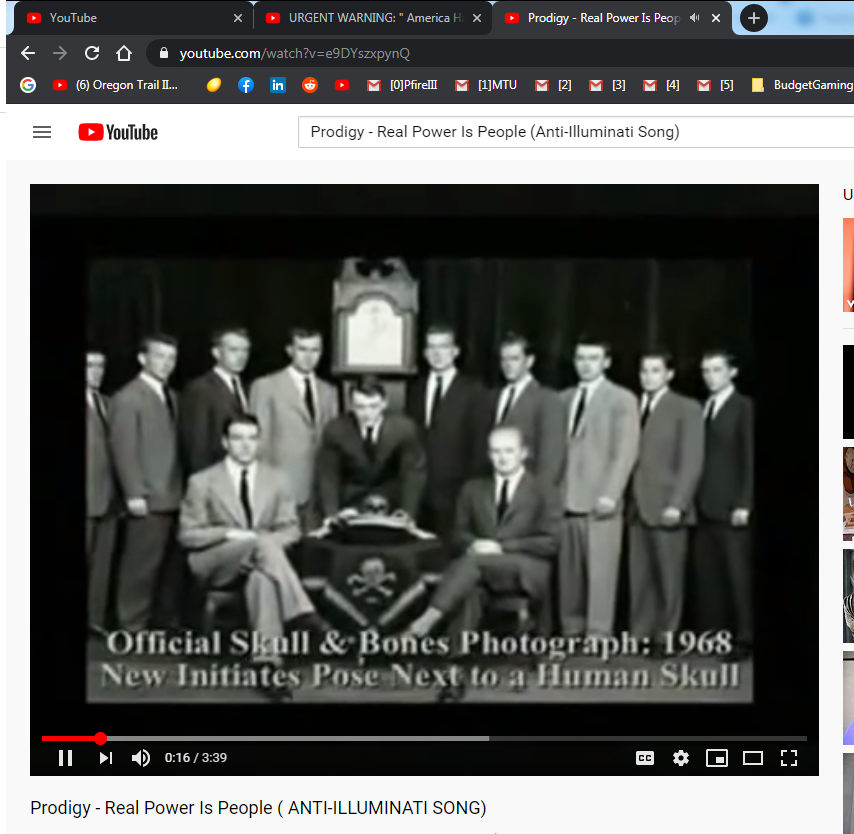 YouTube
URGENT WARNING: " America Ha
Prodigy - Real Power Is Peop
youtube.com/watch?v=e9DYszxpynQ
(6) Oregon Trail II...
[0]PfireIII
[1]MTU
[2]
[3]
[4]
[5]
BudgetGaming
YouTube
Prodigy - Real Power Is People (Anti-Illuminati Song)
U
Official Skull & Bones Photograph: 1968
New Initiates Pose Next to a Human Skull
0:16 / 3:39
CC
Prodigy - Real Power Is People ( ANTI-ILLUMINATI SONG)